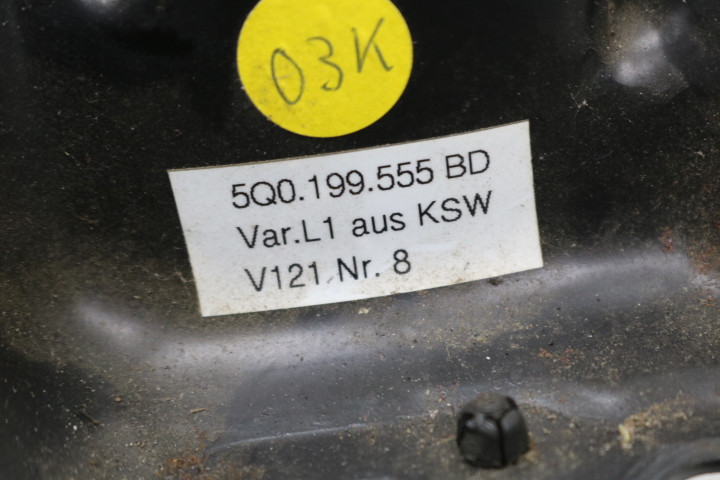 03K
5Q0.199.555 BD
Var.L1 aus KSW
V121 Nr. 8